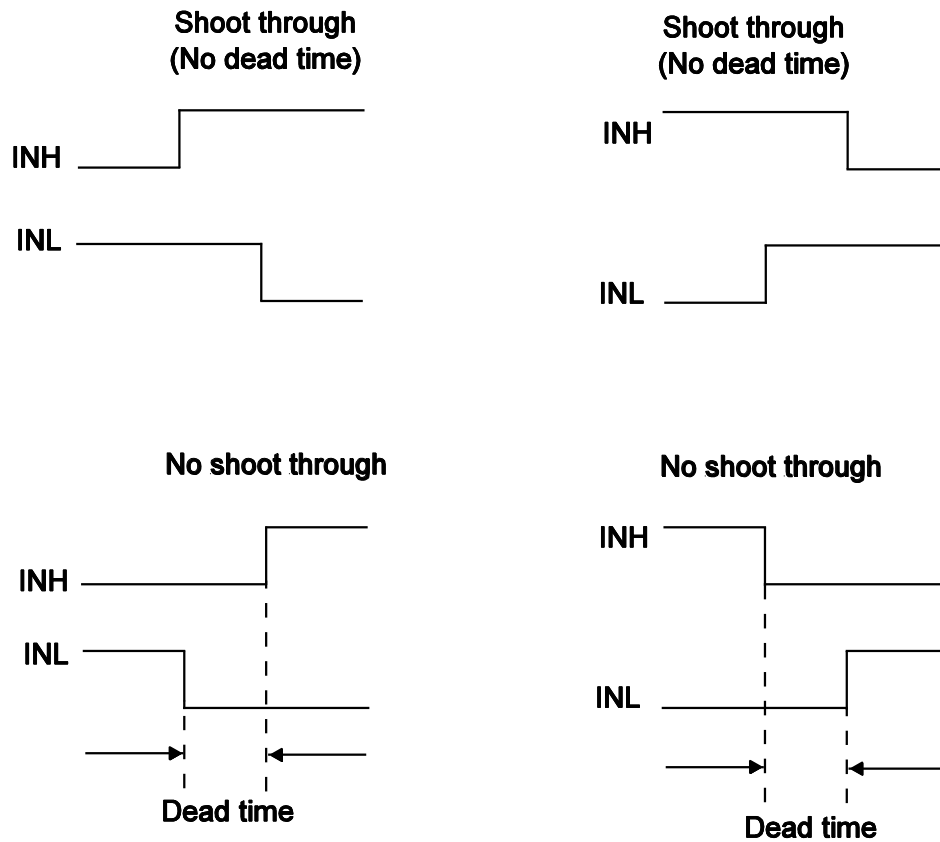 Shoot through
(No dead time)
INH
INL
Shoot through
(No dead time)
INH
INL
No shoot through
INH
INL
Dead time
No shoot through
INH
INL
Dead time